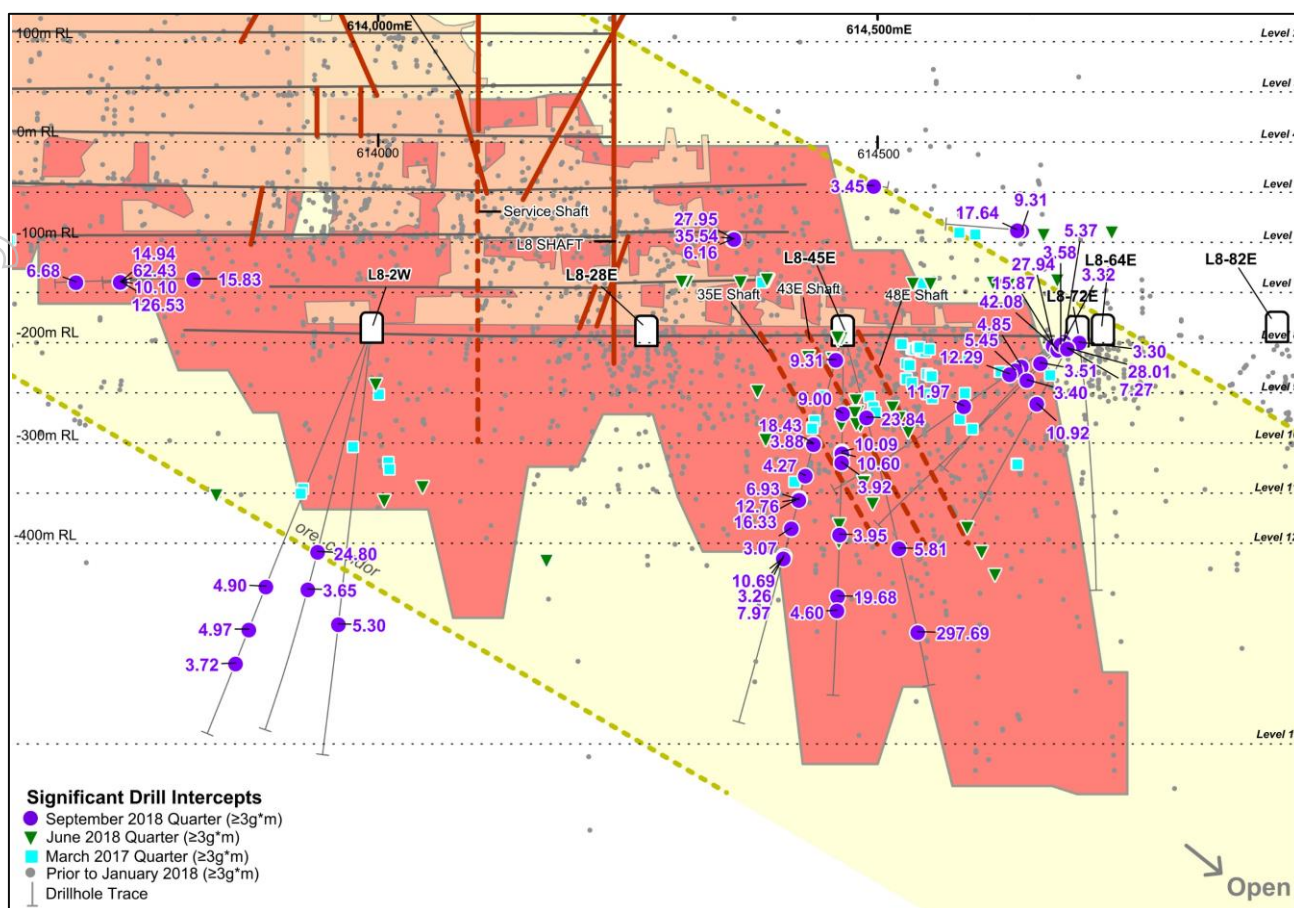 614,000mE
614,500mE
100m RL
Level
Level
0m RL
Level
614000
614500
3.45
Level
Service Shaft
17.64
9.31
27.95
35.54
6.16
5.37
-100m RL
L8 SHAFT
Level
3.58
14.94
62.43
10.10
126.53
6.68
15.83
L8-2W
L8-28E
L8-45E
27.94
L8-64E
L8-82E
3.32
15.87
L8-72E
42.08
35E Shaft
43E Shaft
48E Shaft
-200m RL
4.85
5.45
12.29
3.30
28.01
7.27
3.51
3.40
9.31
11.97
9.00
23.84
10.92
-300m RL
18.43
3.88
10.09
10.60
3.92
Level 10
4.27
6.93
12.76
16.33
Level 11
-400m RL
3.07
3.95
5.81
Level 12
ore corridor
24.80
4.90
3.65
10.69
3.26
7.97
19.68
4.60
4.97
5.30
297.69
3.72
Level 1
Significant Drill Intercepts
September 2018 Quarter (≥3g*m)
June 2018 Quarter (≥3g*m)
March 2017 Quarter (≥3g*m)
Prior to January 2018 (≥3g*m)
Drillhole Trace
Open